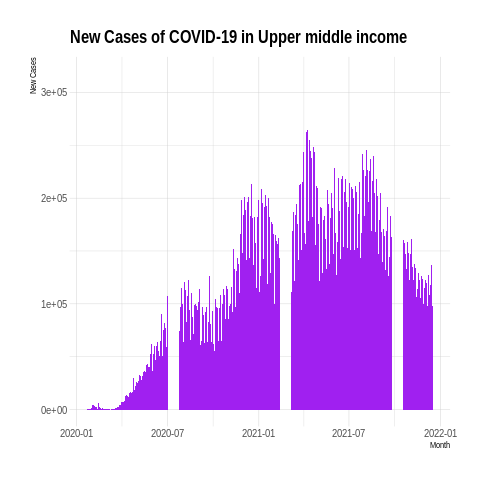 New Cases of COVID-19 in Upper middle income
New Cases
3e+05
2e+05
1e+05
0e+00
2020-01 2020-07 2021-01 2021-07 2022-01
Month